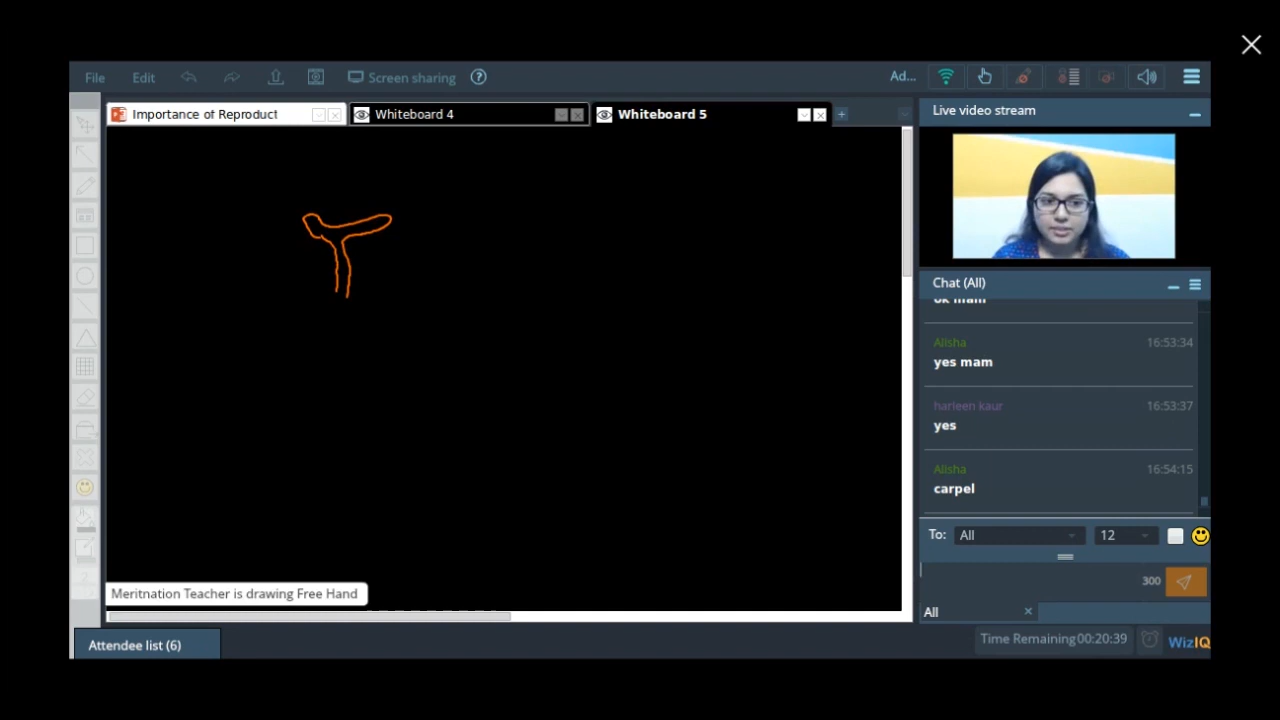 File Edit Screen sharing ? Ad...
Importance of Reproduct Whiteboard 4 Whiteboard 5
Live video stream
Chat (All)
ok mam
Alisha 16:53:34
yes mam
harleen kaur 16:53:37
yes
Alisha 16:54:15
carpel
To: All 12
300
All
Meritnation Teacher is drawing Free Hand
Attendee list (6)
Time Remaining 00:20:39
WizIQ